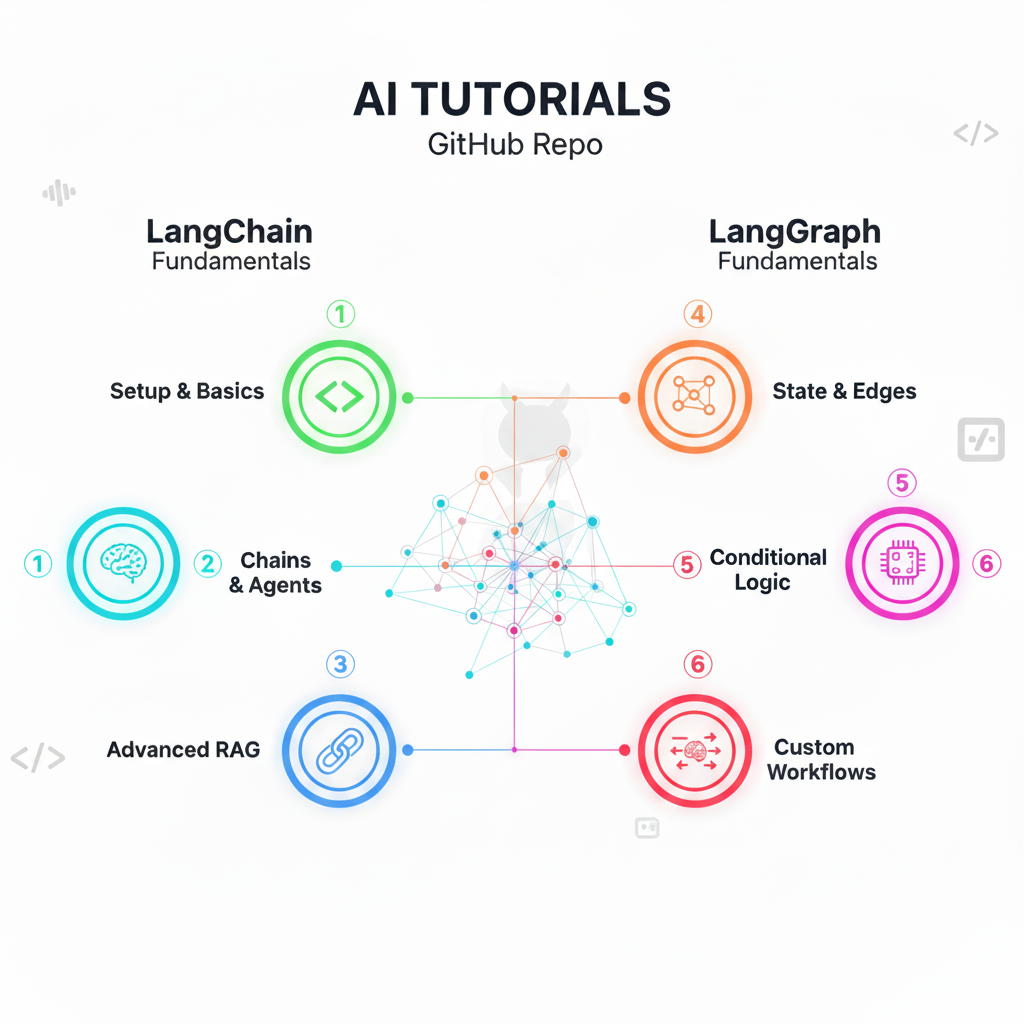 AI TUTORIALS
GitHub Repo
LangChain
Fundamentals
1
Setup & Basics
1
2
Chains
& Agents
3
Advanced RAG
LangGraph
Fundamentals
4
State & Edges
5
5
Conditional
Logic
6
6
Custom
Workflows